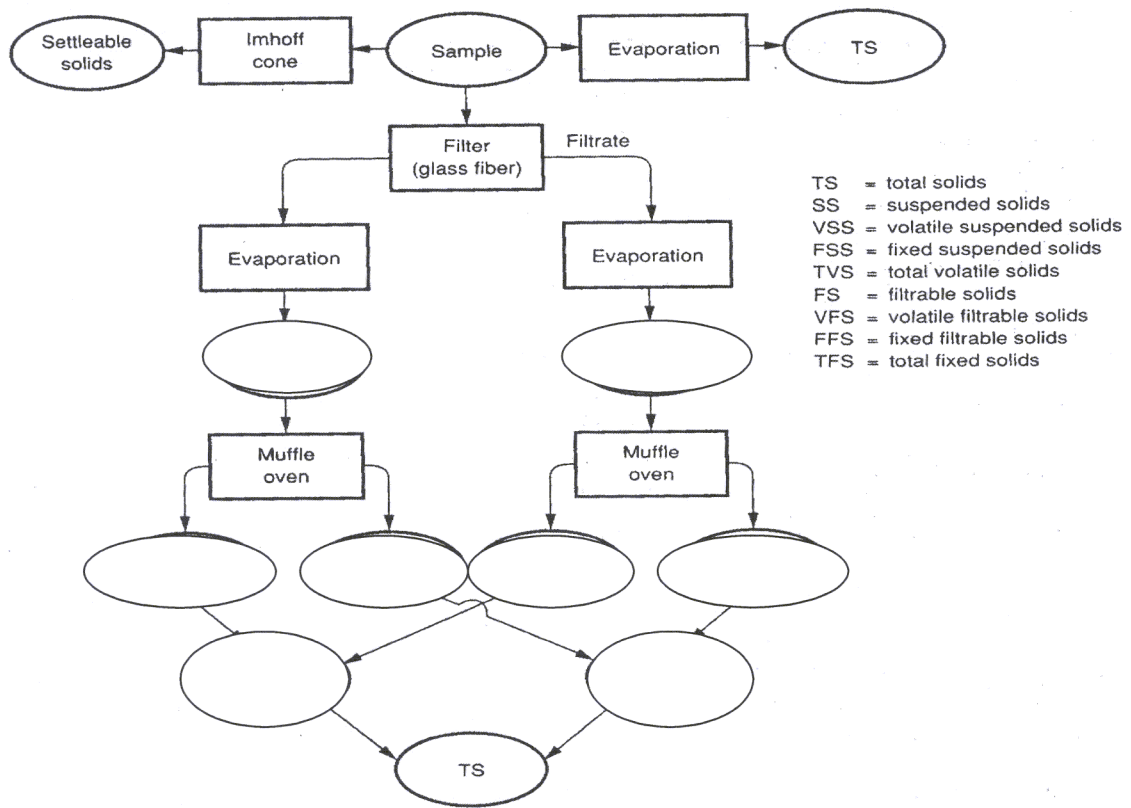 Settleable
solids
Imhoff
cone
Sample
Evaporation
TS
Filter
(glass fiber)
Filtrate
Evaporation
Evaporation
TS = total solids
SS = suspended solids
VSS = volatile suspended solids
FSS = fixed suspended solids
TVS = total volatile solids
FS = filtrable solids
VFS = volatile filtrable solids
FFS = fixed filtrable solids
TFS = total fixed solids
Muffle
oven
Muffle
oven
TS